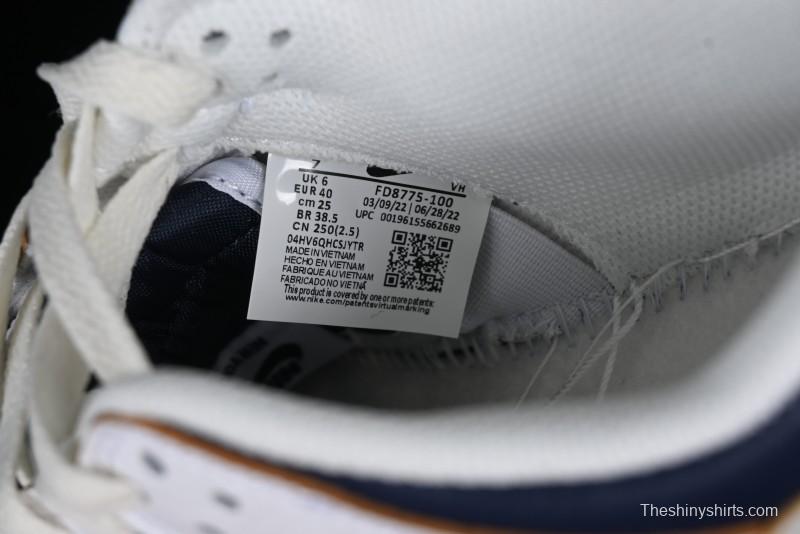 7
UK 6
EUR 40
cm 25
BR 38.5
CN 250(2.5)
04HV6QHCSJYTR
MADE IN VIETNAM
HECHO EN VIETNAM
FABRIQUE AU VIETNAM
FABRICADO NO VIETNÃ
This product is covered by one or more patents:
www.nike.com/patentsvirtualmarking
VH
FD8775-100
03/09/22 | 06/28/22
UPC 00196155662689
Theshinyshirts.com